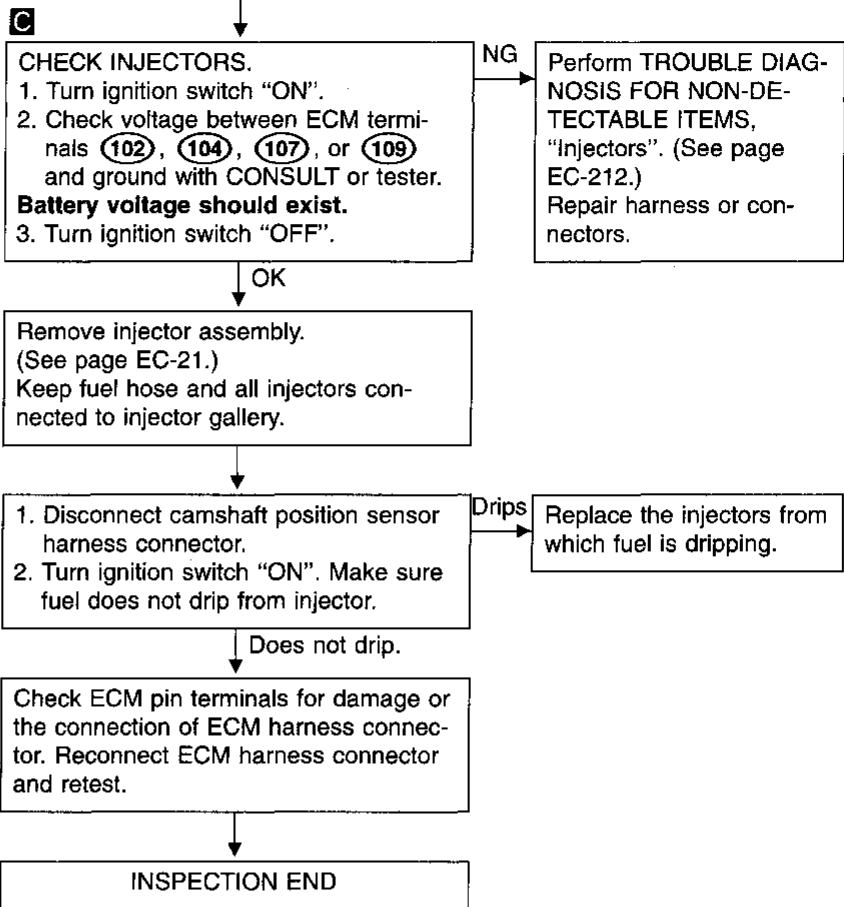 C
CHECK INJECTORS.
1. Turn ignition switch “ON”.
2. Check voltage between ECM termi-
nals 102, 104, 107, or 109
and ground with CONSULT or tester.
Battery voltage should exist.
3. Turn ignition switch “OFF”.
NG
Perform TROUBLE DIAG-
NOSIS FOR NON-DE-
TECTABLE ITEMS,
“Injectors”. (See page
EC-212.)
Repair harness or con-
nectors.
OK
Remove injector assembly.
(See page EC-21.)
Keep fuel hose and all injectors con-
nected to injector gallery.
1. Disconnect camshaft position sensor
harness connector.
2. Turn ignition switch “ON”. Make sure
fuel does not drip from injector.
Drips
Replace the injectors from
which fuel is dripping.
Does not drip.
Check ECM pin terminals for damage or
the connection of ECM harness connec-
tor. Reconnect ECM harness connector
and retest.
INSPECTION END